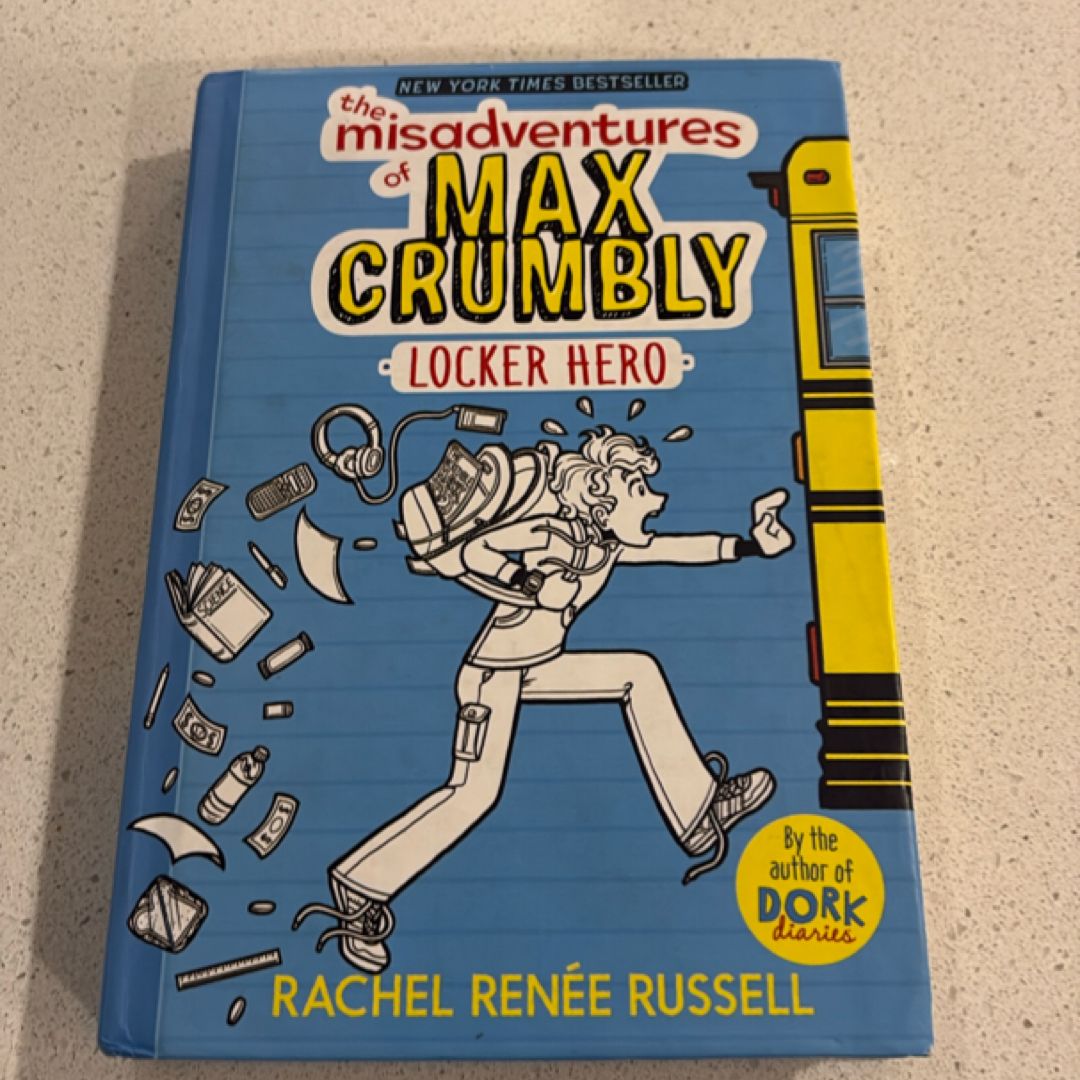 NEW YORK TIMES BESTSELLER
the
misadventures
of MAX
CRUMBLY
LOCKER HERO
SCIENCE
By the
author of
DORK
diaries
RACHEL RENÉE RUSSELL